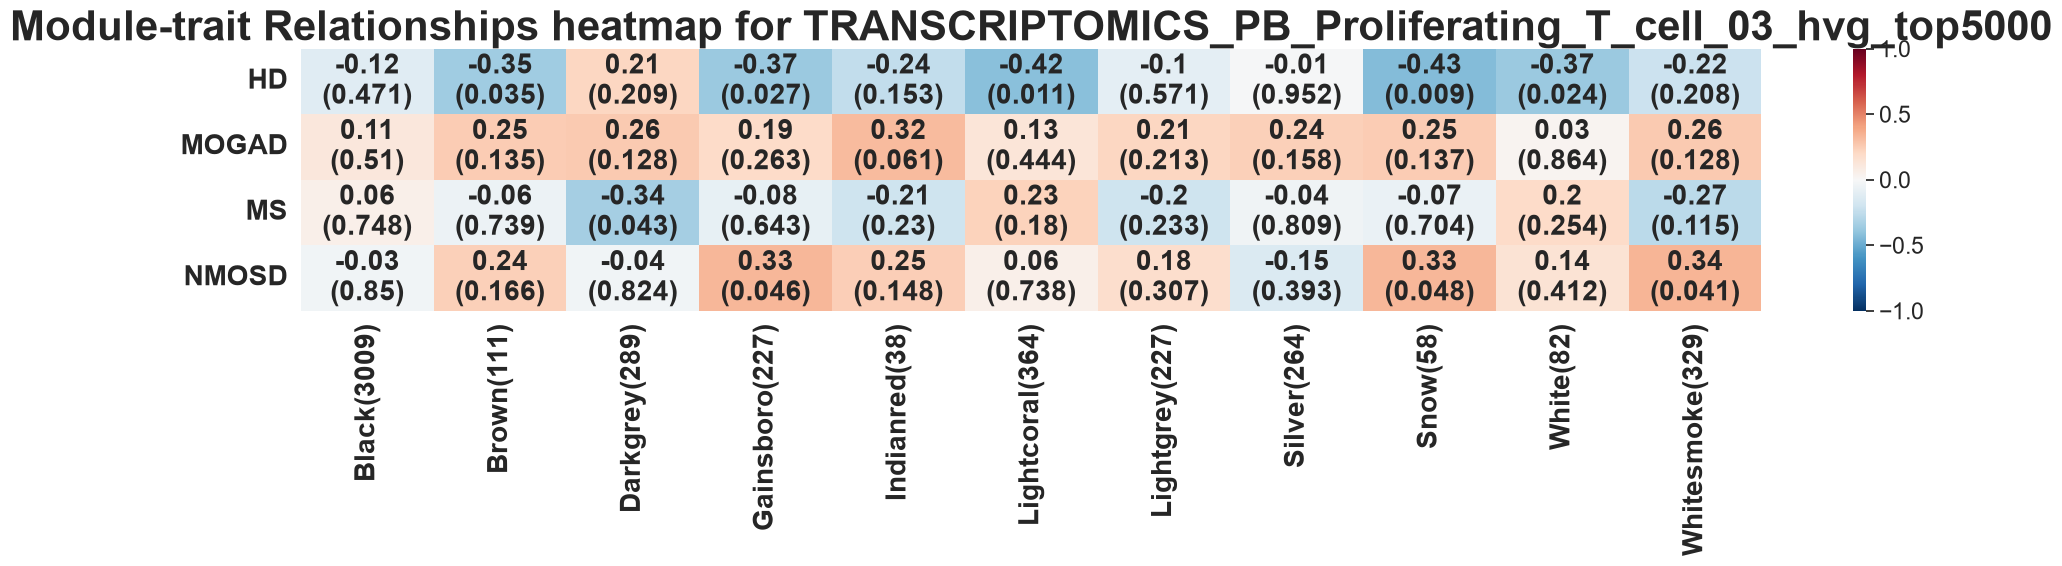 Module-trait Relationships heatmap for TRANSCRIPTOMICS_PB_Proliferating_T_cell_03_hvg_top5000
HD -0.12 -0.35 0.21 -0.37 -0.24 -0.42 -0.1 -0.01 -0.43 -0.37 -0.22
(0.471) (0.035) (0.209) (0.027) (0.153) (0.011) (0.571) (0.952) (0.009) (0.024) (0.208)
MOGAD 0.11 0.25 0.26 0.19 0.32 0.13 0.21 0.24 0.25 0.03 0.26
(0.51) (0.135) (0.128) (0.263) (0.061) (0.444) (0.213) (0.158) (0.137) (0.864) (0.128)
MS 0.06 -0.06 -0.34 -0.08 -0.21 0.23 -0.2 -0.04 -0.07 0.2 -0.27
(0.748) (0.739) (0.043) (0.643) (0.23) (0.18) (0.233) (0.809) (0.704) (0.254) (0.115)
NMOSD -0.03 0.24 -0.04 0.33 0.25 0.06 0.18 -0.15 0.33 0.14 0.34
(0.85) (0.166) (0.824) (0.046) (0.148) (0.738) (0.307) (0.393) (0.048) (0.412) (0.041)
Black(3009)
Brown(111)
Darkgrey(289)
Gainsboro(227)
Indianred(38)
Lightcoral(364)
Lightgrey(227)
Silver(264)
Snow(58)
White(82)
Whitesmoke(329)
1.0
0.5
0.0
−0.5
−1.0